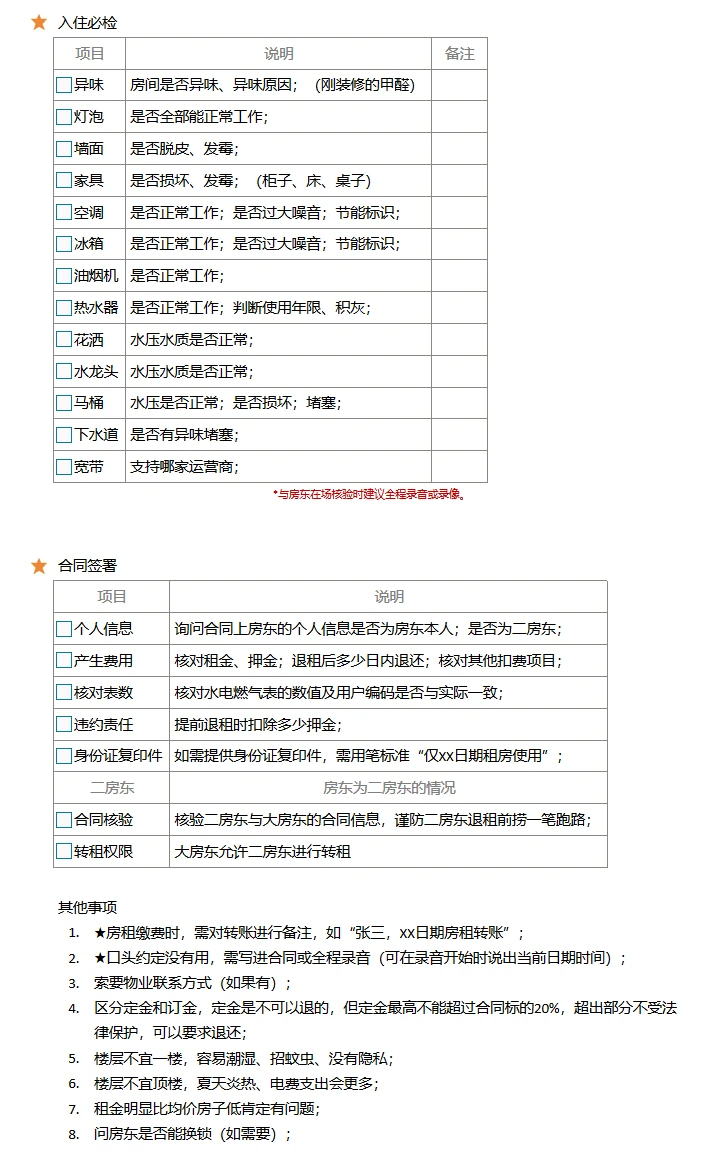 ★ 入住必检
项目 说明 备注
□异味 房间是否异味、异味原因；（刚装修的甲醛）
□灯泡 是否全部能正常工作；
□墙面 是否脱皮、发霉；
□家具 是否损坏、发霉；（柜子、床、桌子）
□空调 是否正常工作；是否过大噪音；节能标识；
□冰箱 是否正常工作；是否过大噪音；节能标识；
□油烟机 是否正常工作；
□热水器 是否正常工作；判断使用年限、积灰；
□花洒 水压水质是否正常；
□水龙头 水压水质是否正常；
□马桶 水压是否正常；是否损坏；堵塞；
□下水道 是否有异味堵塞；
□宽带 支持哪家运营商；
*与房东在场核验时建议全程录音或录像。
★ 合同签署
项目 说明
□个人信息 询问合同上房东的个人信息是否为房东本人；是否为二房东；
□产生费用 核对租金、押金；退租后多少日内退还；核对其他扣费项目；
□核对表数 核对水电燃气表的数值及用户编码是否与实际一致；
□违约责任 提前退租时扣除多少押金；
□身份证复印件 如需提供身份证复印件，需用笔标准“仅xx日期租房使用”；
二房东 房东为二房东的情况
□合同核验 核验二房东与大房东的合同信息，谨防二房东退租前捞一笔跑路；
□转租权限 大房东允许二房东进行转租
其他事项
1. ★房租缴费时，需对转账进行备注，如“张三，xx日期房租转账”；
2. ★口头约定没有用，需写进合同或全程录音（可在录音开始时说出当前日期时间）；
3. 索要物业联系方式（如果有）；
4. 区分定金和订金，定金是不可以退的，但定金最高不能超过合同标的20%，超出部分不受法
律保护，可以要求退还；
5. 楼层不宜一楼，容易潮湿、招蚊虫、没有隐私；
6. 楼层不宜顶楼，夏天炎热、电费支出会更多；
7. 租金明显比均价房子低肯定有问题；
8. 问房东是否能换锁（如需要）；